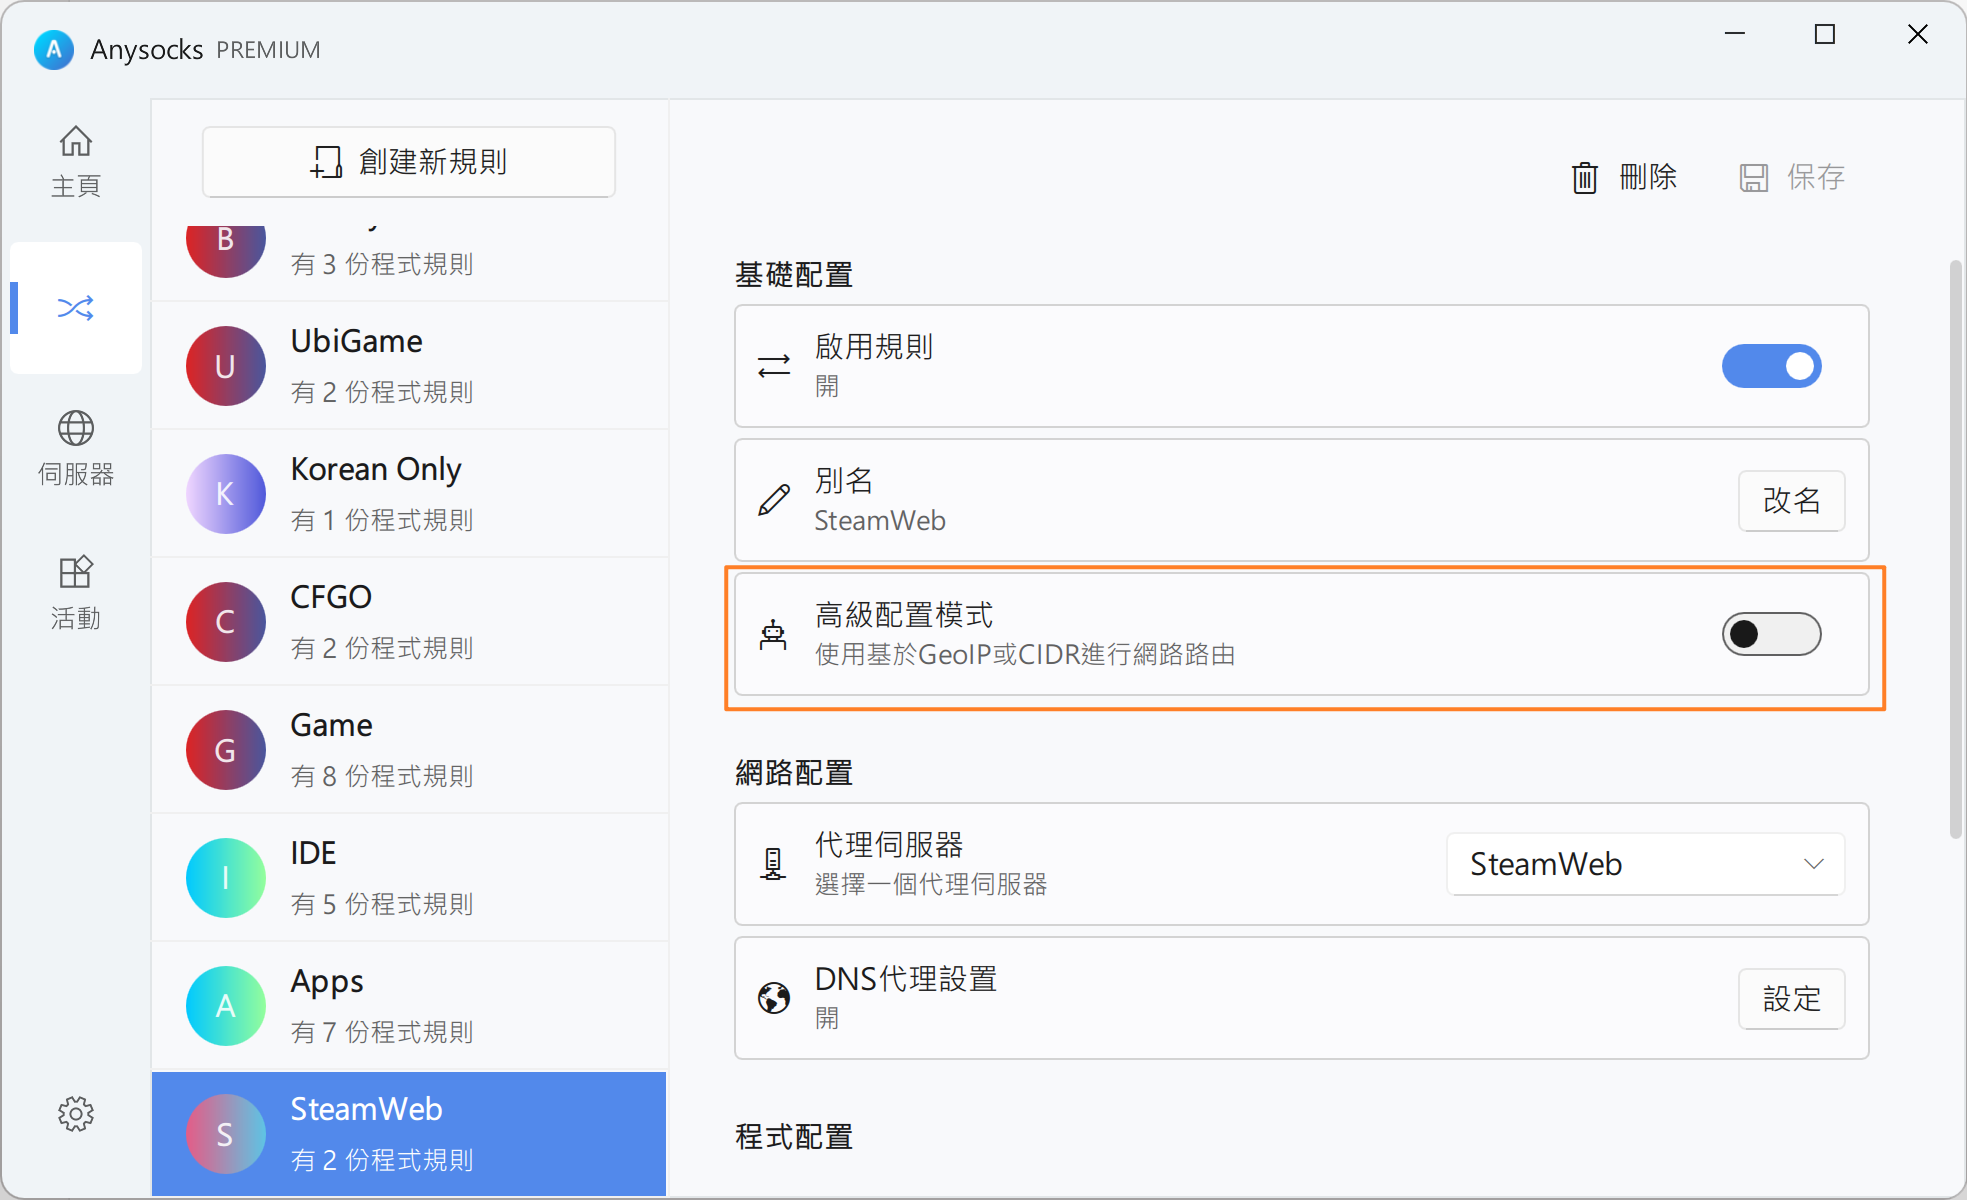 A Anysocks PREMIUM
主頁
伺服器
活動
創建新規則
B
有 3 份程式規則
U
UbiGame
有 2 份程式規則
K
Korean Only
有 1 份程式規則
C
CFGO
有 2 份程式規則
G
Game
有 8 份程式規則
I
IDE
有 5 份程式規則
A
Apps
有 7 份程式規則
S
SteamWeb
有 2 份程式規則
刪除
保存
基礎配置
啟用規則
開
別名
SteamWeb
改名
高級配置模式
使用基於GeoIP或CIDR進行網路路由
網路配置
代理伺服器
選擇一個代理伺服器
SteamWeb
DNS代理設置
開
設定
程式配置